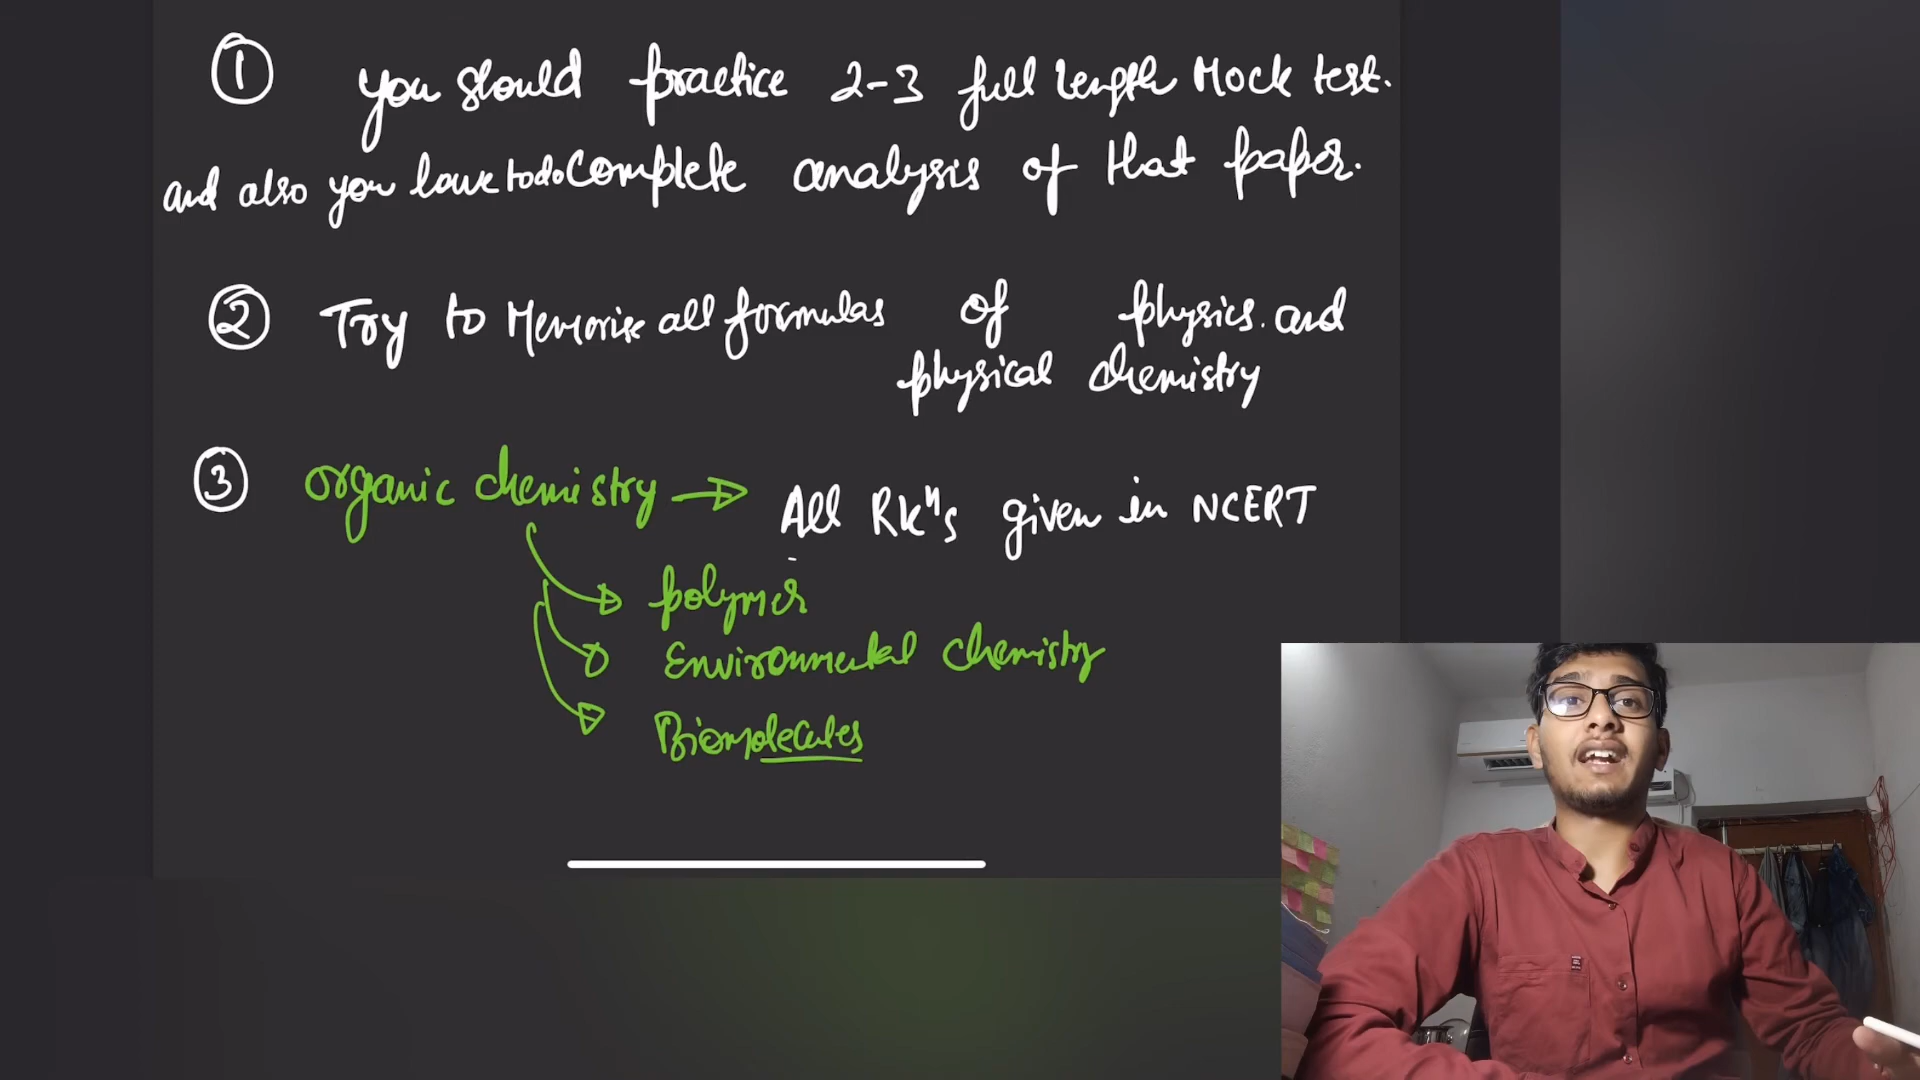 ① You should practice 2-3 full length Mock test.
and also you have to do complete analysis of that paper.
② Try to Memorise all formulas of physics. and
physical chemistry
③ organic chemistry → All Rxⁿs given in NCERT
polymer
Environmental chemistry
Biomolecules